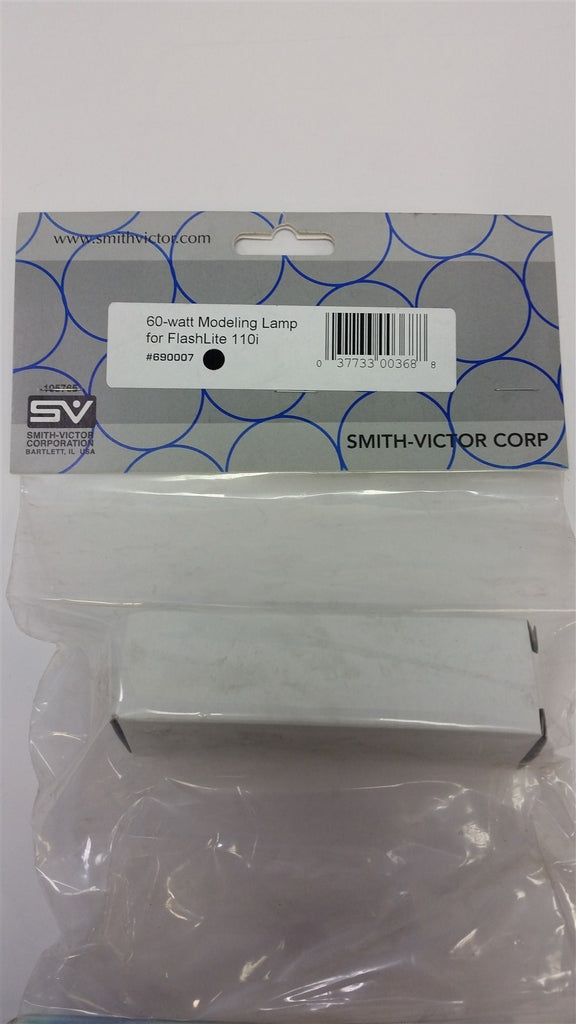 www.smithvictor.com
60-watt Modeling Lamp
for FlashLite 110i
#690007
0 37733 00368 8
105765
SV
SMITH-VICTOR
CORPORATION
BARTLETT, IL USA
SMITH-VICTOR CORP